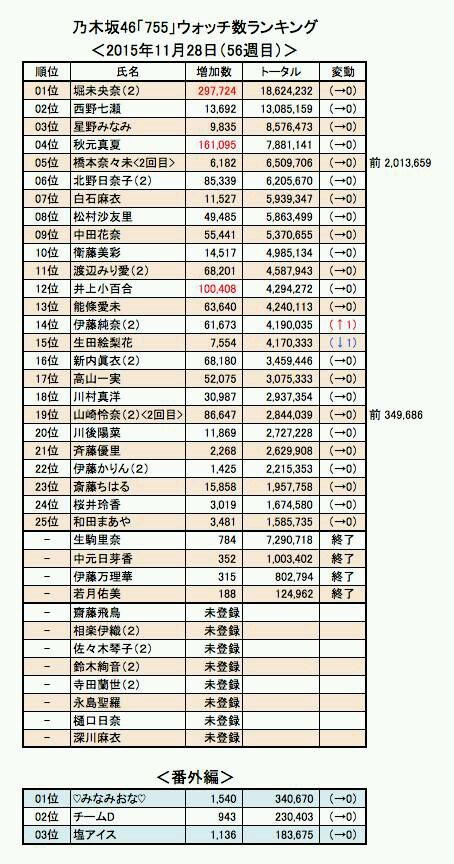 乃木坂46「755」ウォッチ数ランキング
＜2015年11月28日（56週目）＞
順位 氏名 増加数 トータル 変動
01位 堀未央奈（2） 297,724 18,624,232 （→0）
02位 西野七瀬 13,692 13,085,159 （→0）
03位 星野みなみ 9,835 8,576,473 （→0）
04位 秋元真夏 161,095 7,881,141 （→0）
05位 橋本奈々未<2回目> 6,182 6,509,706 （→0） 前 2,013,659
06位 北野日奈子（2） 85,339 6,205,670 （→0）
07位 白石麻衣 11,527 5,939,347 （→0）
08位 松村沙友里 49,485 5,863,499 （→0）
09位 中田花奈 55,441 5,370,655 （→0）
10位 衛藤美彩 14,517 4,985,134 （→0）
11位 渡辺みり愛（2） 68,201 4,587,943 （→0）
12位 井上小百合 100,408 4,294,272 （→0）
13位 能條愛未 63,640 4,240,113 （→0）
14位 伊藤純奈（2） 61,673 4,190,035 （↑1）
15位 生田絵梨花 7,554 4,170,333 （↓1）
16位 新内眞衣（2） 68,180 3,459,446 （→0）
17位 高山一実 52,075 3,075,333 （→0）
18位 川村真洋 30,987 2,937,354 （→0）
19位 山崎怜奈（2）<2回目> 86,647 2,844,039 （→0） 前 349,686
20位 川後陽菜 11,869 2,727,228 （→0）
21位 斉藤優里 2,268 2,629,908 （→0）
22位 伊藤かりん（2） 1,425 2,215,353 （→0）
23位 斎藤ちはる 15,858 1,957,758 （→0）
24位 桜井玲香 3,019 1,674,580 （→0）
25位 和田まあや 3,481 1,585,735 （→0）
－ 生駒里奈 784 7,290,718 終了
－ 中元日芽香 352 1,003,402 終了
－ 伊藤万理華 315 802,794 終了
－ 若月佑美 188 124,962 終了
－ 齋藤飛鳥 未登録
－ 相楽伊織（2） 未登録
－ 佐々木琴子（2） 未登録
－ 鈴木絢音（2） 未登録
－ 寺田蘭世（2） 未登録
－ 永島聖羅 未登録
－ 樋口日奈 未登録
－ 深川麻衣 未登録
＜番外編＞
01位 ♡みなみおな♡ 1,540 340,670 （→0）
02位 チームD 943 230,403 （→0）
03位 塩アイス 1,136 183,675 （→0）